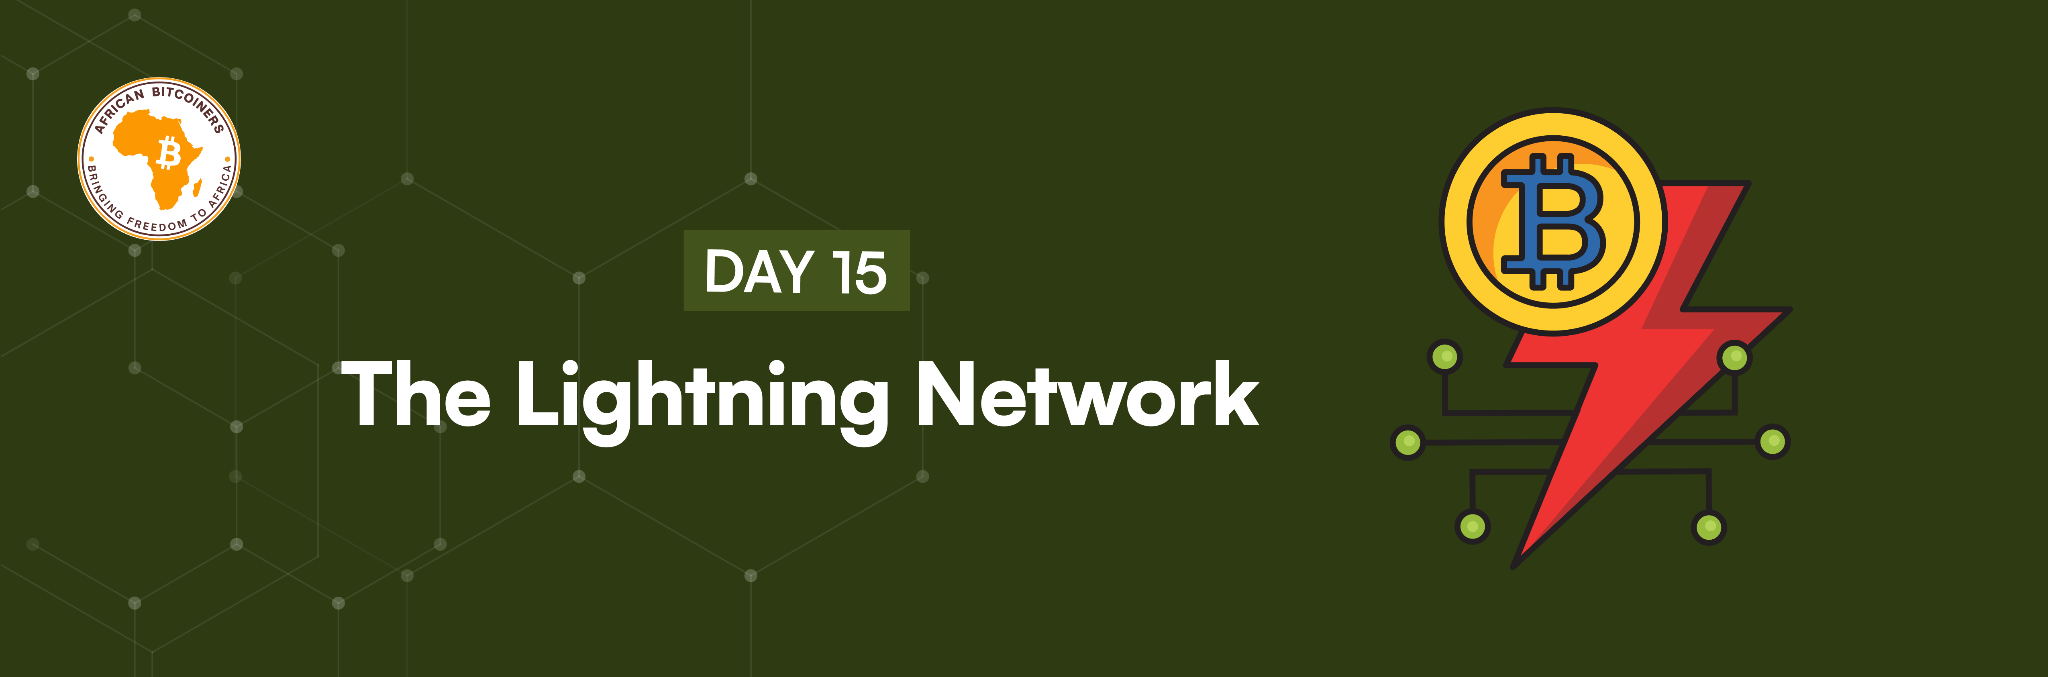 AFRICAN BITCOINERS
BRINGING FREEDOM TO AFRICA
DAY 15
The Lightning Network